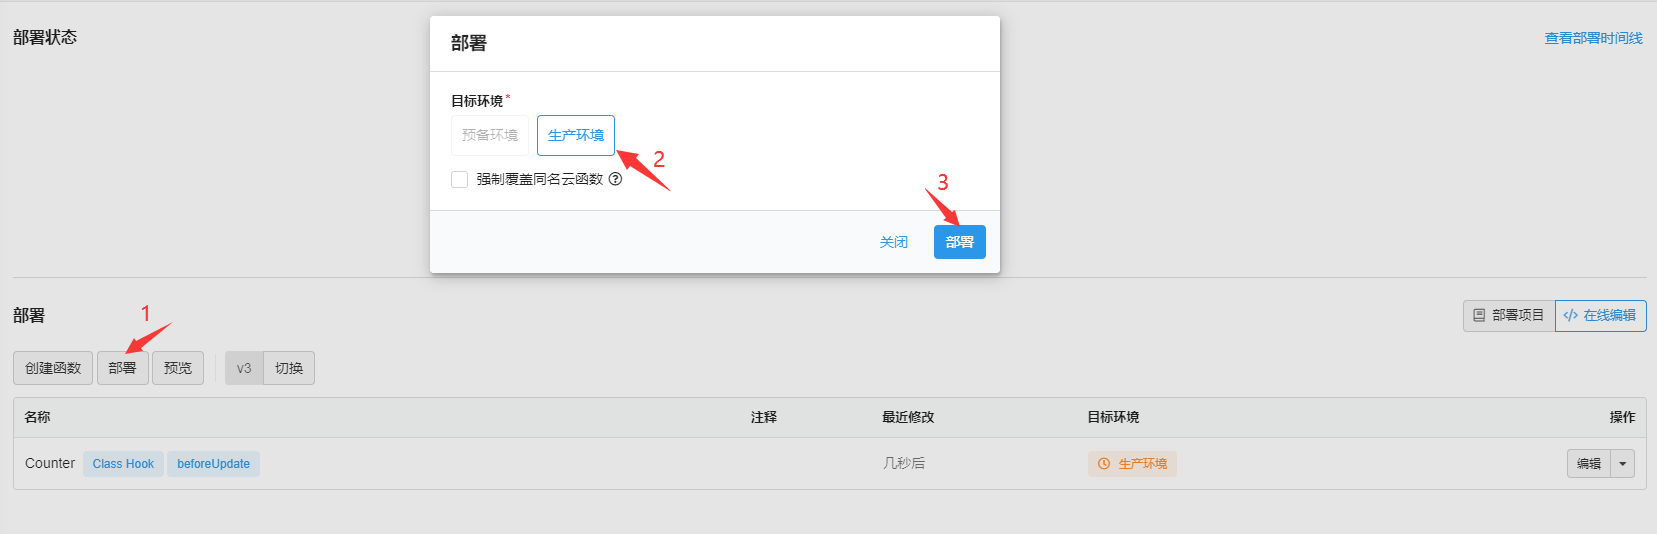 部署状态
查看部署时间线
部署
目标环境*
预备环境 生产环境
2
强制覆盖同名云函数
3
关闭 部署
1
部署
部署项目 </> 在线编辑
创建函数 部署 预览 v3 切换
名称 注释 最近修改 目标环境 操作
Counter Class Hook beforeUpdate 几秒后 生产环境 编辑